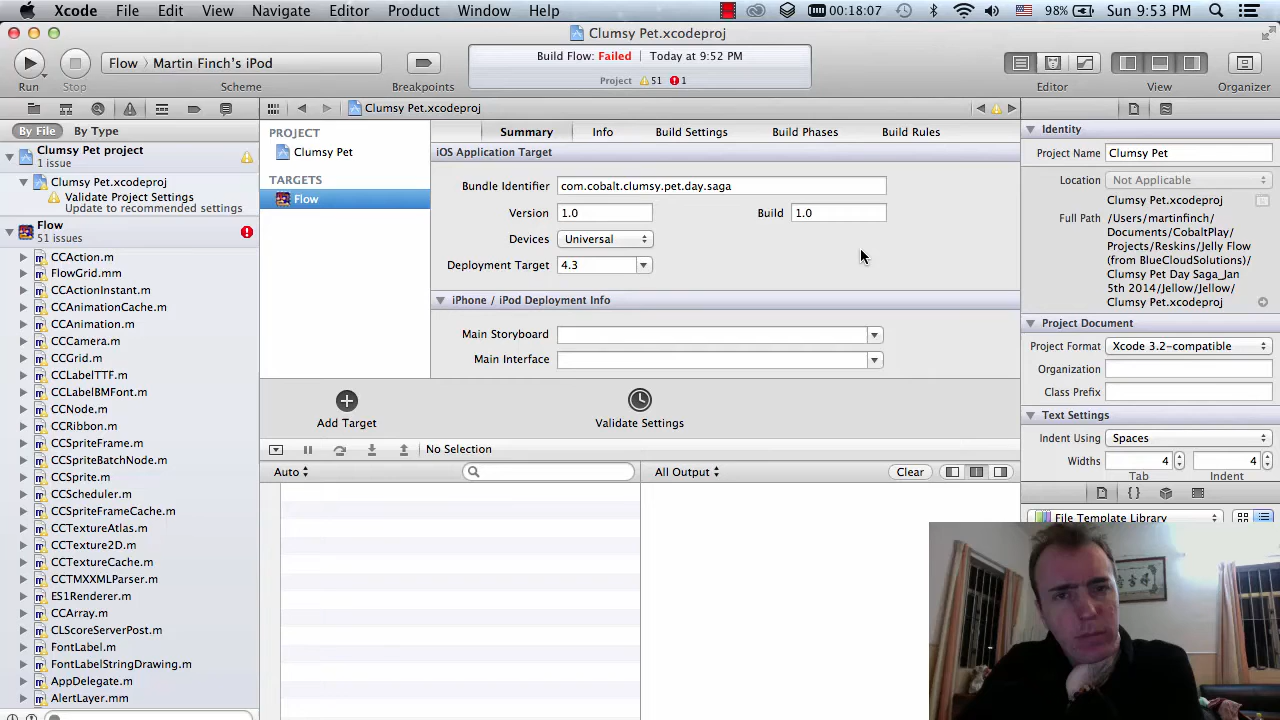 Xcode File Edit View Navigate Editor Product Window Help 00:18:07 98% Sun 9:53 PM
Clumsy Pet.xcodeproj
Flow › Martin Finch's iPod
Build Flow: Failed | Today at 9:52 PM
Project 51 1
Run Stop Scheme Breakpoints Editor View Organizer
Clumsy Pet.xcodeproj
By File By Type
Clumsy Pet project
1 issue
Clumsy Pet.xcodeproj
Validate Project Settings
Update to recommended settings
Flow
51 issues
CCAction.m
FlowGrid.mm
CCActionInstant.m
CCAnimationCache.m
CCAnimation.m
CCCamera.m
CCGrid.m
CCLabelTTF.m
CCLabelBMFont.m
CCNode.m
CCRibbon.m
CCSpriteFrame.m
CCSpriteBatchNode.m
CCSprite.m
CCScheduler.m
CCSpriteFrameCache.m
CCTextureAtlas.m
CCTexture2D.m
CCTextureCache.m
CCTMXXMLParser.m
ES1Renderer.m
CCArray.m
CLScoreServerPost.m
FontLabel.m
FontLabelStringDrawing.m
AppDelegate.m
AlertLayer.mm
PROJECT
Clumsy Pet
TARGETS
Flow
Summary Info Build Settings Build Phases Build Rules
iOS Application Target
Bundle Identifier com.cobalt.clumsy.pet.day.saga
Version 1.0 Build 1.0
Devices Universal
Deployment Target 4.3
iPhone / iPod Deployment Info
Main Storyboard
Main Interface
Add Target Validate Settings
No Selection
Auto All Output Clear
Identity
Project Name Clumsy Pet
Location Not Applicable
Clumsy Pet.xcodeproj
Full Path /Users/martinfinch/
Documents/CobaltPlay/
Projects/Reskins/Jelly Flow
(from BlueCloudSolutions)/
Clumsy Pet Day Saga_Jan
5th 2014/Jellow/Jellow/
Clumsy Pet.xcodeproj
Project Document
Project Format Xcode 3.2-compatible
Organization
Class Prefix
Text Settings
Indent Using Spaces
Widths 4 4
Tab Indent
File Template Library